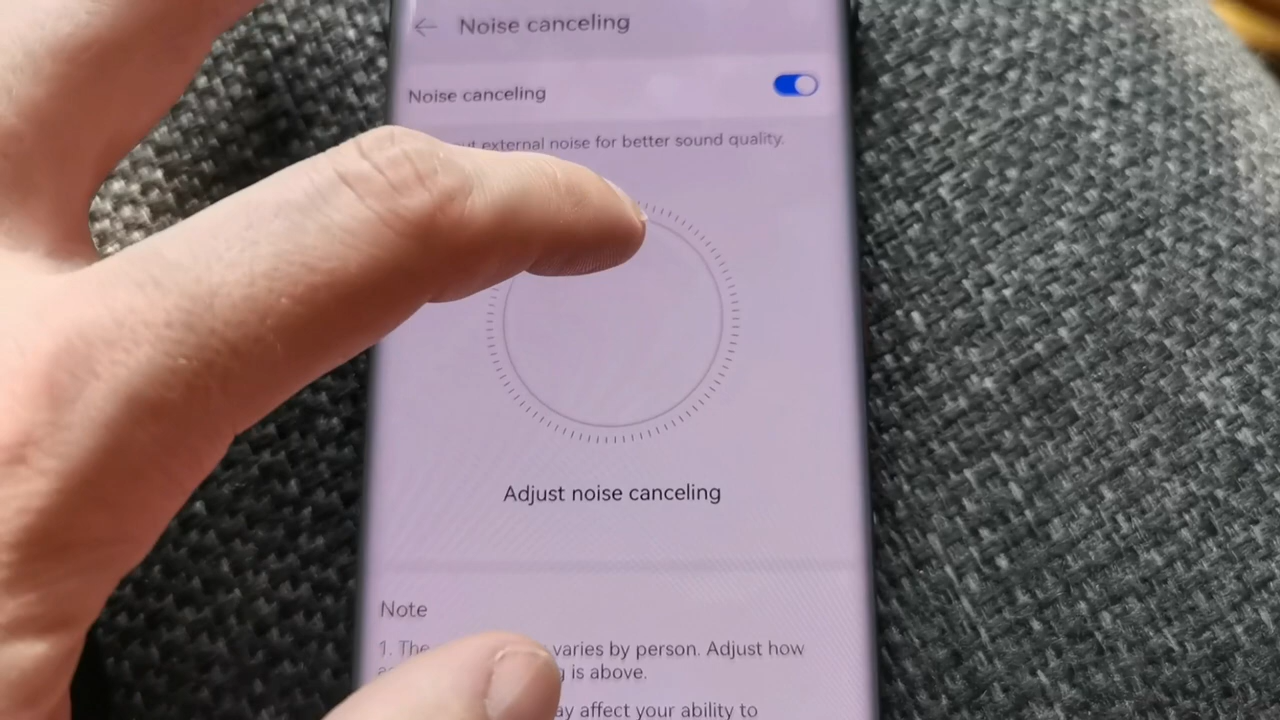 Noise canceling
Noise canceling
external noise for better sound quality.
Adjust noise canceling
Note
1. The varies by person. Adjust how
is above.
affect your ability to